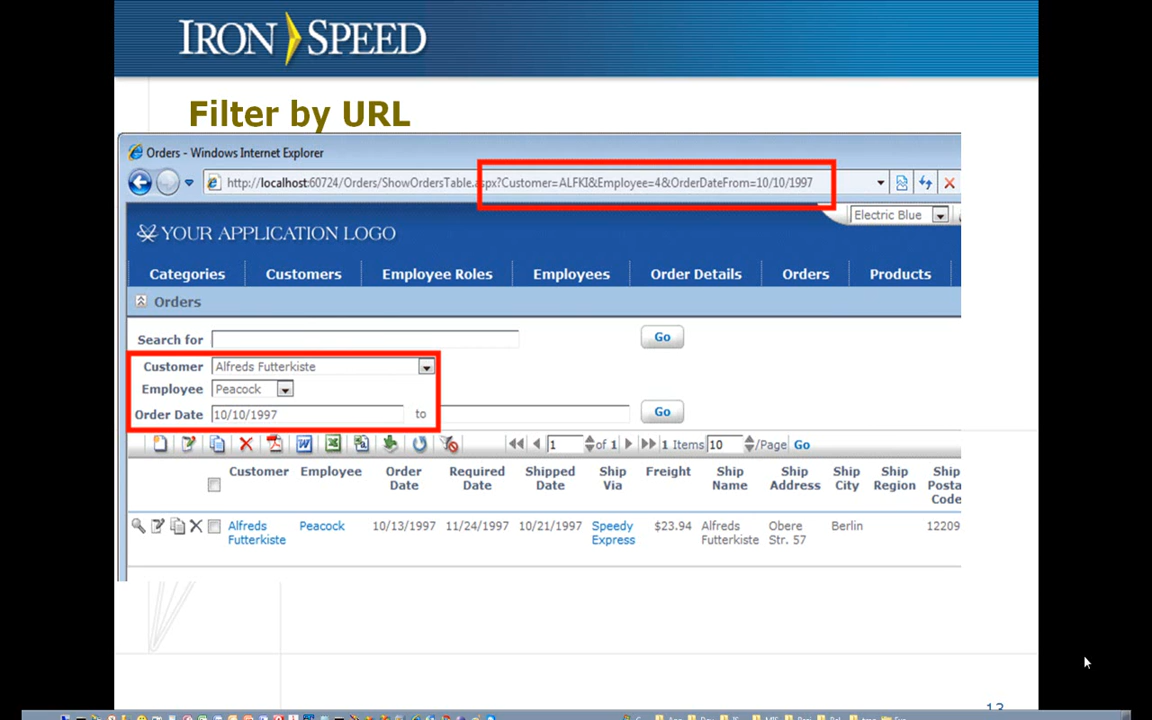 IRON SPEED
Filter by URL
Orders - Windows Internet Explorer
http://localhost:60724/Orders/ShowOrdersTable.aspx?Customer=ALFKI&Employee=4&OrderDateFrom=10/10/1997
Electric Blue
YOUR APPLICATION LOGO
Categories Customers Employee Roles Employees Order Details Orders Products
Orders
Search for Go
Customer Alfreds Futterkiste
Employee Peacock
Order Date 10/10/1997 to Go
1 of 1 1 Items 10 /Page Go
Customer Employee Order Required Shipped Ship Freight Ship Ship Ship Ship Ship
Date Date Date Via Name Address City Region Posta
Code
Alfreds Peacock 10/13/1997 11/24/1997 10/21/1997 Speedy $23.94 Alfreds Obere Berlin 12209
Futterkiste Express Futterkiste Str. 57
13